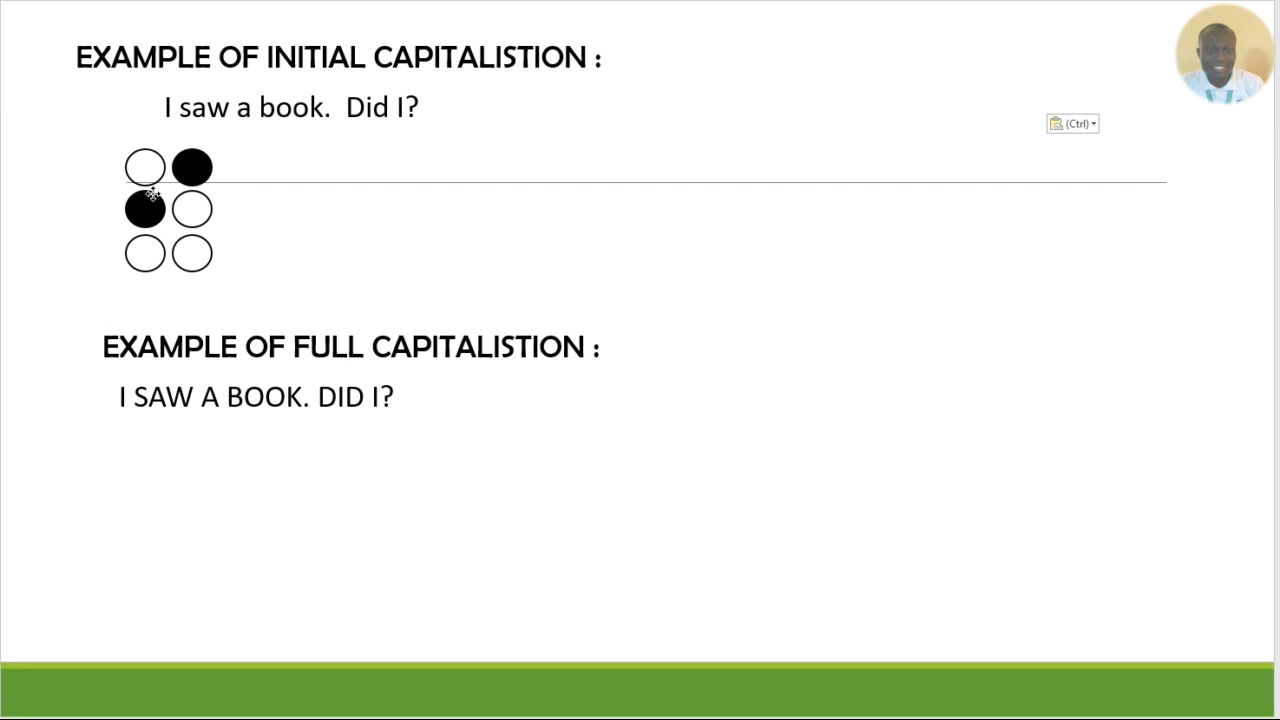 EXAMPLE OF INITIAL CAPITALISTION :
I saw a book.  Did I?
(Ctrl)
EXAMPLE OF FULL CAPITALISTION :
I SAW A BOOK. DID I?